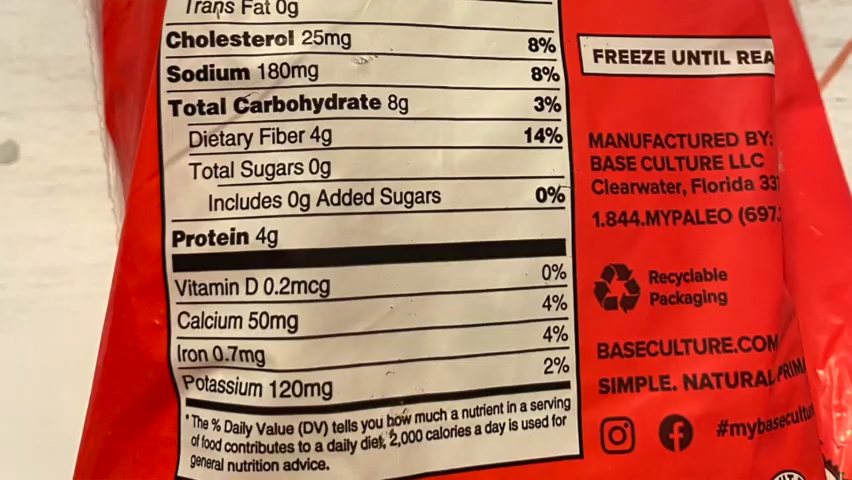 Trans Fat 0g
Cholesterol 25mg 8%
Sodium 180mg 8%
Total Carbohydrate 8g 3%
Dietary Fiber 4g 14%
Total Sugars 0g
Includes 0g Added Sugars 0%
Protein 4g
Vitamin D 0.2mcg 0%
Calcium 50mg 4%
Iron 0.7mg 4%
Potassium 120mg 2%
*The % Daily Value (DV) tells you how much a nutrient in a serving
of food contributes to a daily diet. 2,000 calories a day is used for
general nutrition advice.
FREEZE UNTIL REA
MANUFACTURED BY:
BASE CULTURE LLC
Clearwater, Florida 33
1.844.MYPALEO (697
Recyclable
Packaging
BASECULTURE.COM
SIMPLE. NATURAL. PRIMA
#mybasecultur